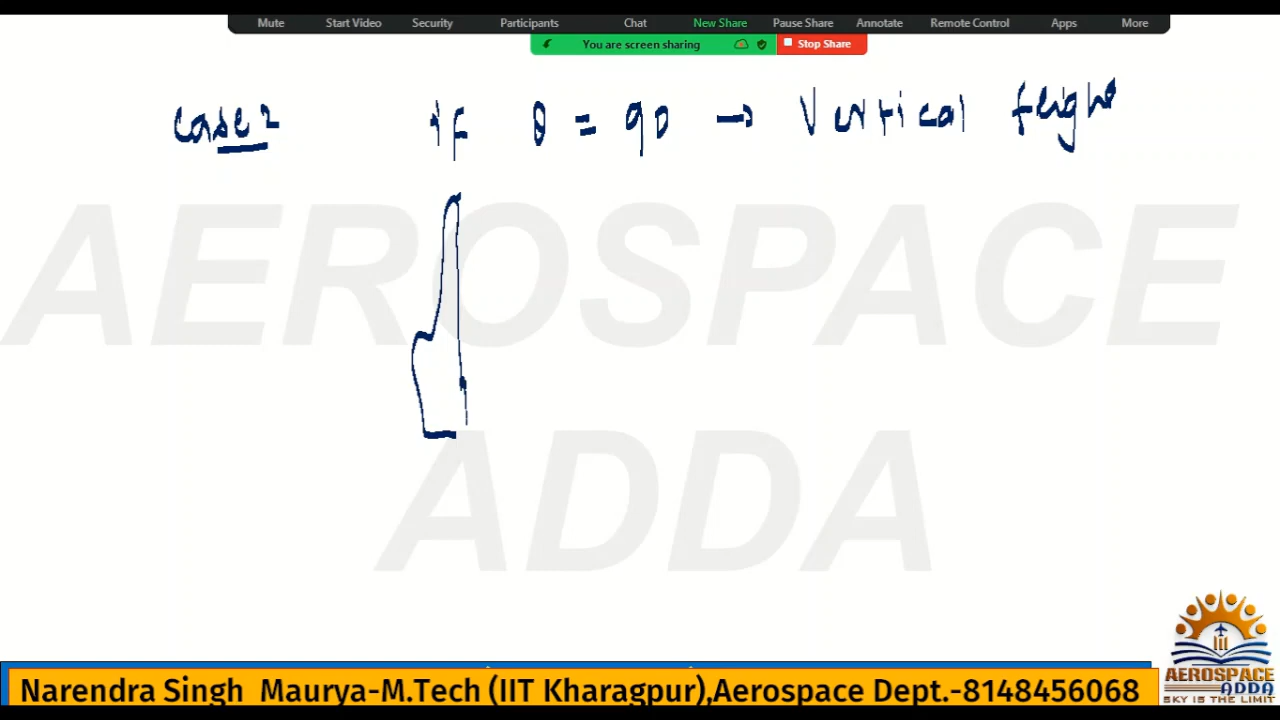 Mute Start Video Security Participants Chat New Share Pause Share Annotate Remote Control Apps More
You are screen sharing Stop Share
Case 2 if θ = 90 → Vertical feight
AEROSPACE
ADDA
Narendra Singh Maurya-M.Tech (IIT Kharagpur),Aerospace Dept.-8148456068
AEROSPACE
ADDA
SKY IS THE LIMIT